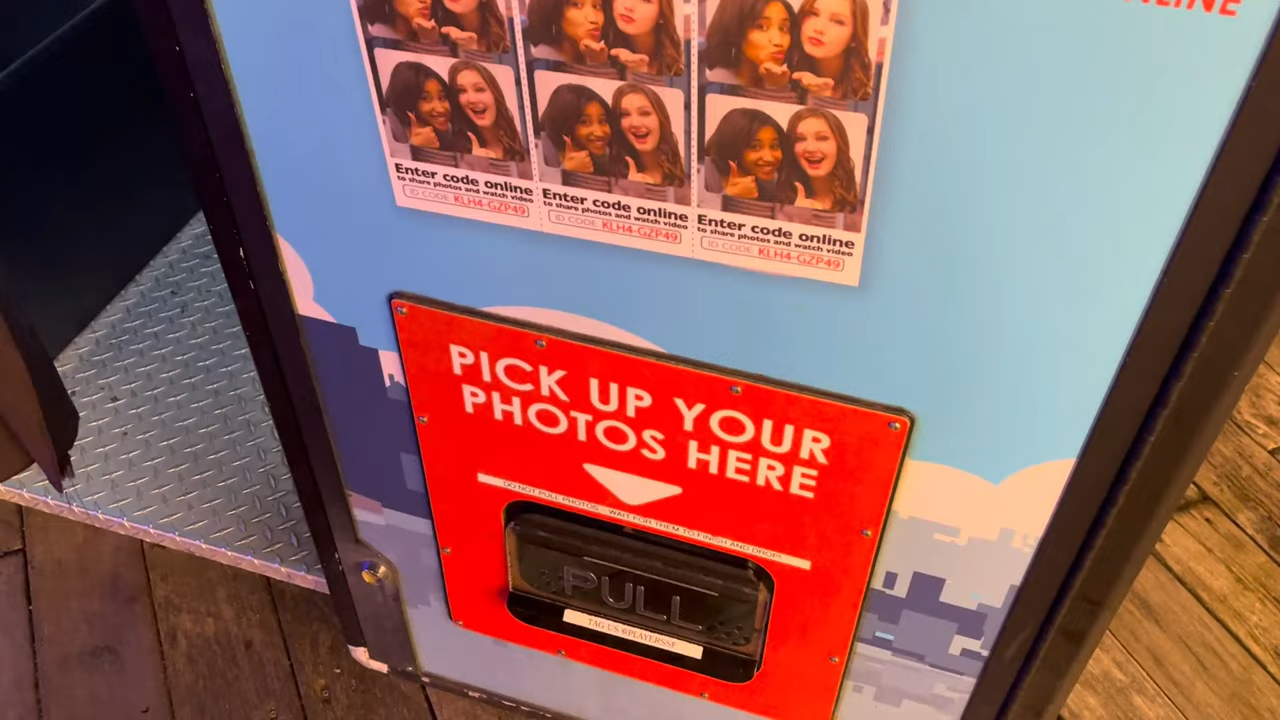 NLINE
Enter code online
to share photos and watch video
ID CODE: KLH4-GZP49
Enter code online
to share photos and watch video
ID CODE: KLH4-GZP49
Enter code online
to share photos and watch video
ID CODE: KLH4-GZP49
PICK UP YOUR
PHOTOS HERE
DO NOT PULL PHOTOS WAIT FOR THEM TO FINISH AND DROP!
PULL
TAG US @PLAYERSSF